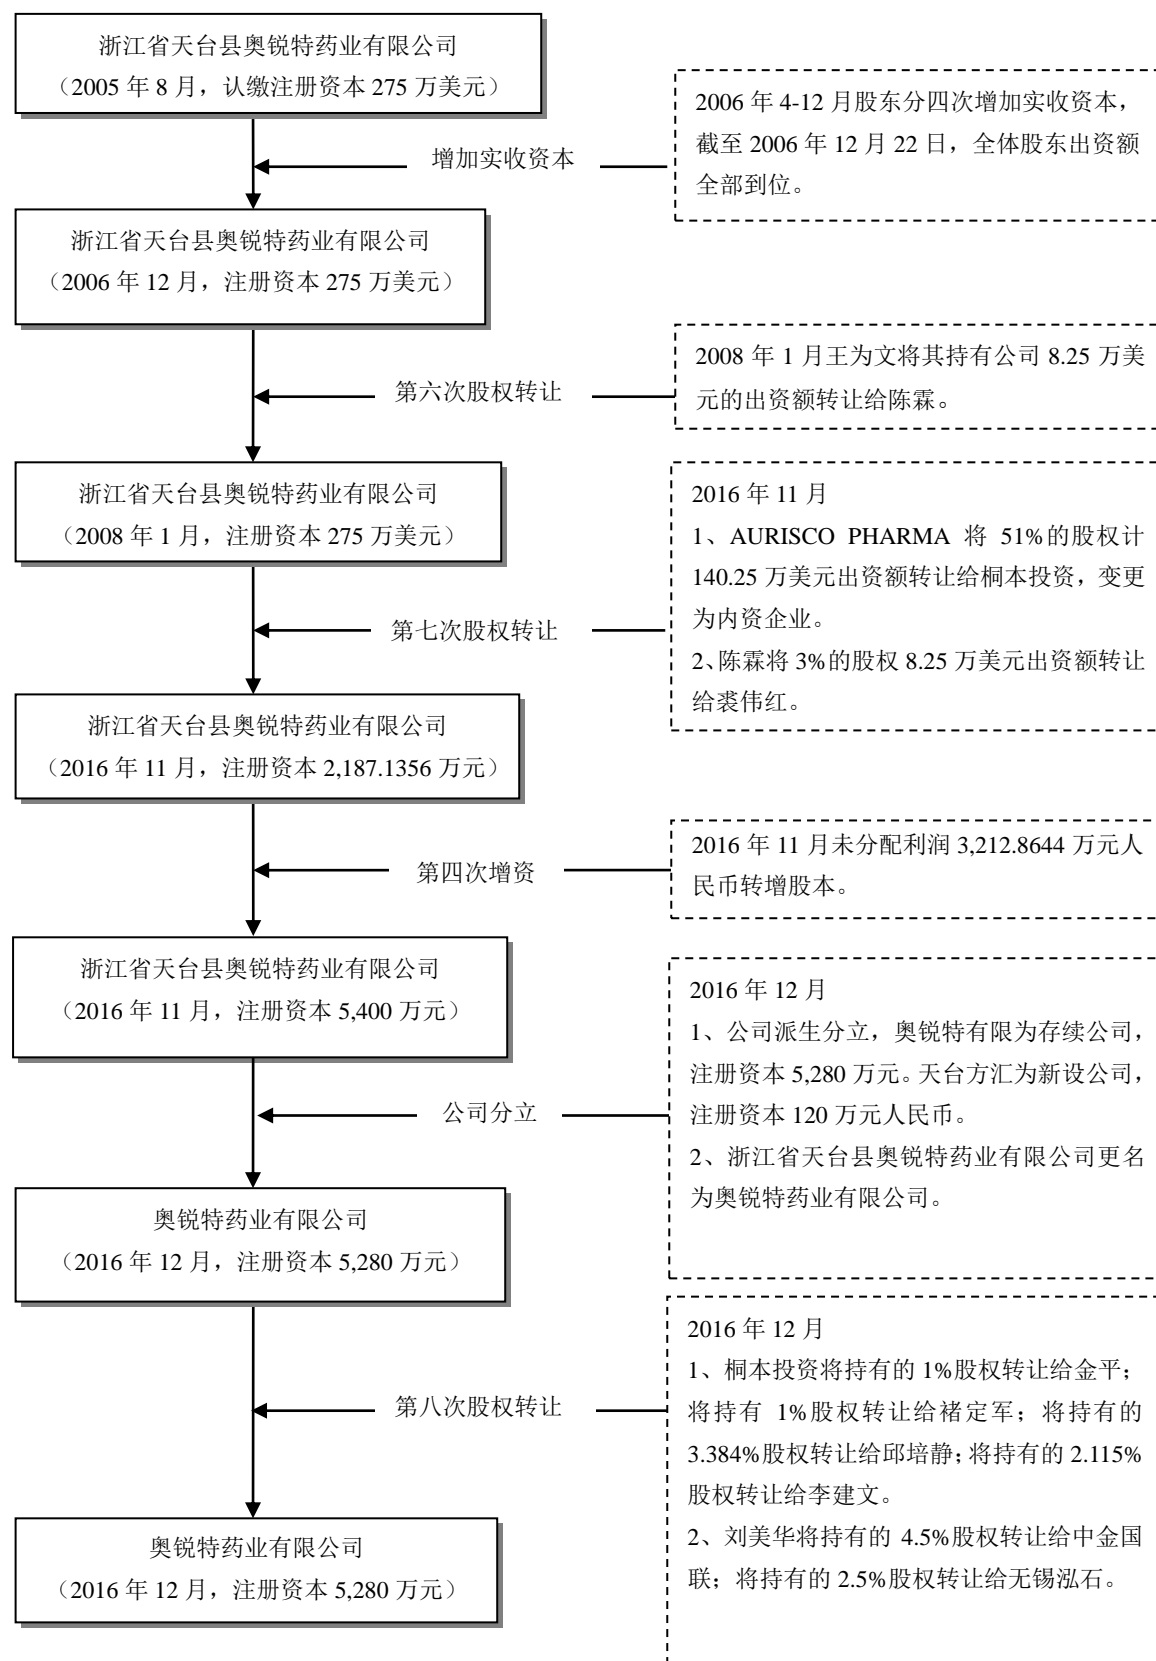 浙江省天台县奥锐特药业有限公司
（2005 年 8 月，认缴注册资本 275 万美元）
增加实收资本
2006 年 4-12 月股东分四次增加实收资本，
截至 2006 年 12 月 22 日，全体股东出资额
全部到位。
浙江省天台县奥锐特药业有限公司
（2006 年 12 月，注册资本 275 万美元）
第六次股权转让
2008 年 1 月王为文将其持有公司 8.25 万美
元的出资额转让给陈霖。
浙江省天台县奥锐特药业有限公司
（2008 年 1 月，注册资本 275 万美元）
第七次股权转让
2016 年 11 月
1、AURISCO PHARMA 将 51%的股权计
140.25 万美元出资额转让给桐本投资，变更
为内资企业。
2、陈霖将 3%的股权 8.25 万美元出资额转让
给裘伟红。
浙江省天台县奥锐特药业有限公司
（2016 年 11 月，注册资本 2,187.1356 万元）
第四次增资
2016 年 11 月未分配利润 3,212.8644 万元人
民币转增股本。
浙江省天台县奥锐特药业有限公司
（2016 年 11 月，注册资本 5,400 万元）
公司分立
2016 年 12 月
1、公司派生分立，奥锐特有限为存续公司，
注册资本 5,280 万元。天台方汇为新设公司，
注册资本 120 万元人民币。
2、浙江省天台县奥锐特药业有限公司更名
为奥锐特药业有限公司。
奥锐特药业有限公司
（2016 年 12 月，注册资本 5,280 万元）
第八次股权转让
2016 年 12 月
1、桐本投资将持有的 1%股权转让给金平；
将持有 1%股权转让给褚定军；将持有的
3.384%股权转让给邱培静；将持有的 2.115%
股权转让给李建文。
2、刘美华将持有的 4.5%股权转让给中金国
联；将持有的 2.5%股权转让给无锡泓石。
奥锐特药业有限公司
（2016 年 12 月，注册资本 5,280 万元）